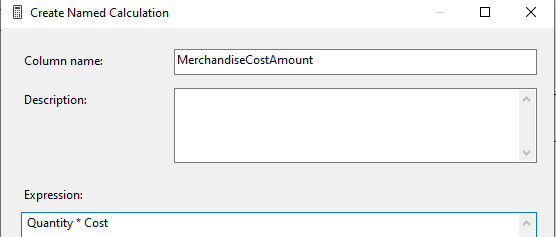 Create Named Calculation
Column name:
MerchandiseCostAmount
Description:
Expression:
Quantity * Cost